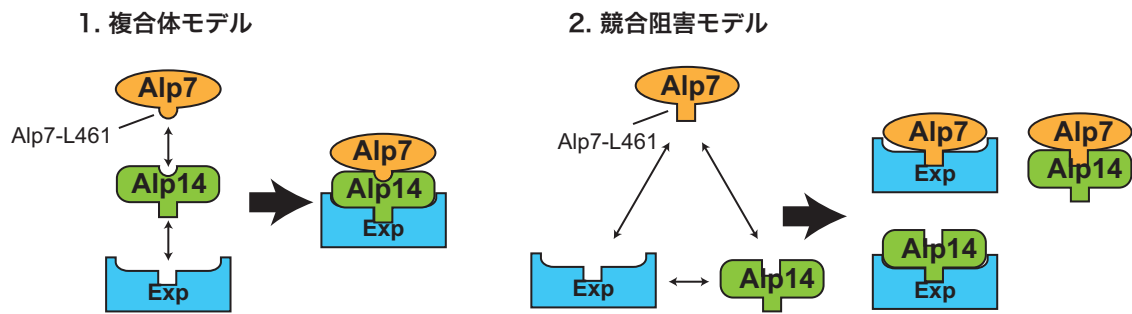 1. 複合体モデル
Alp7
Alp7-L461
Alp14
Exp
Alp7
Alp14
Exp
2. 競合阻害モデル
Alp7
Alp7-L461
Exp
Alp14
Alp7
Exp
Alp7
Alp14
Alp14
Exp